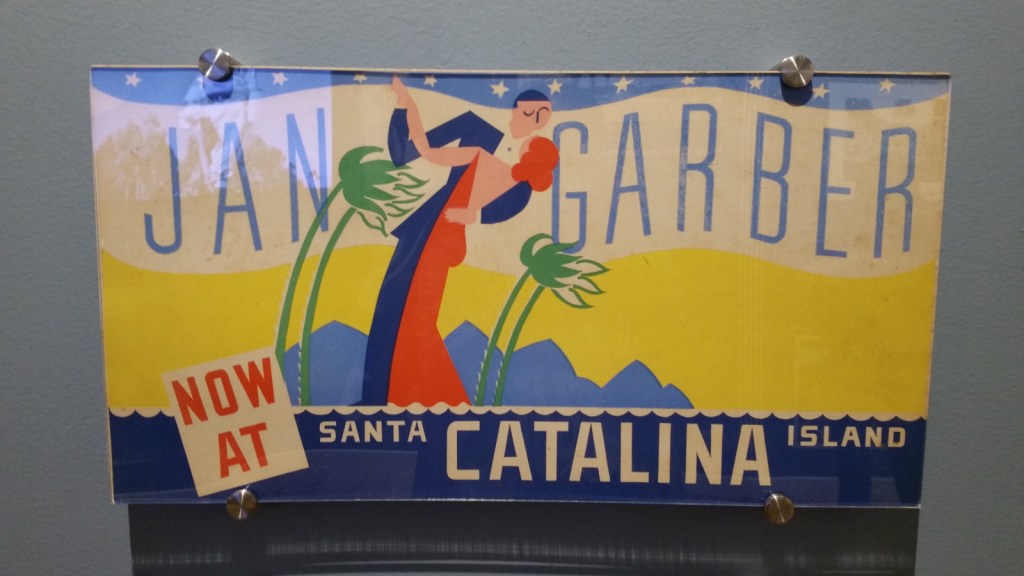 JAN GARBER
NOW
AT
SANTA CATALINA ISLAND